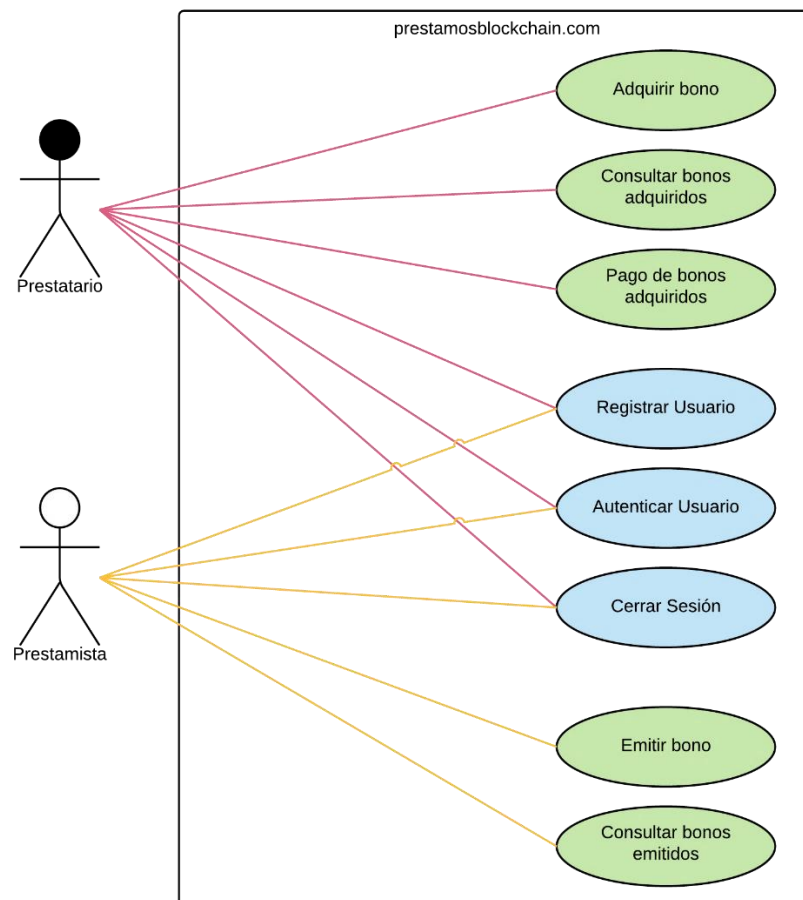 prestamosblockchain.com
Adquirir bono
Consultar bonos
adquiridos
Prestatario
Pago de bonos
adquiridos
Registrar Usuario
Autenticar Usuario
Cerrar Sesión
Prestamista
Emitir bono
Consultar bonos
emitidos